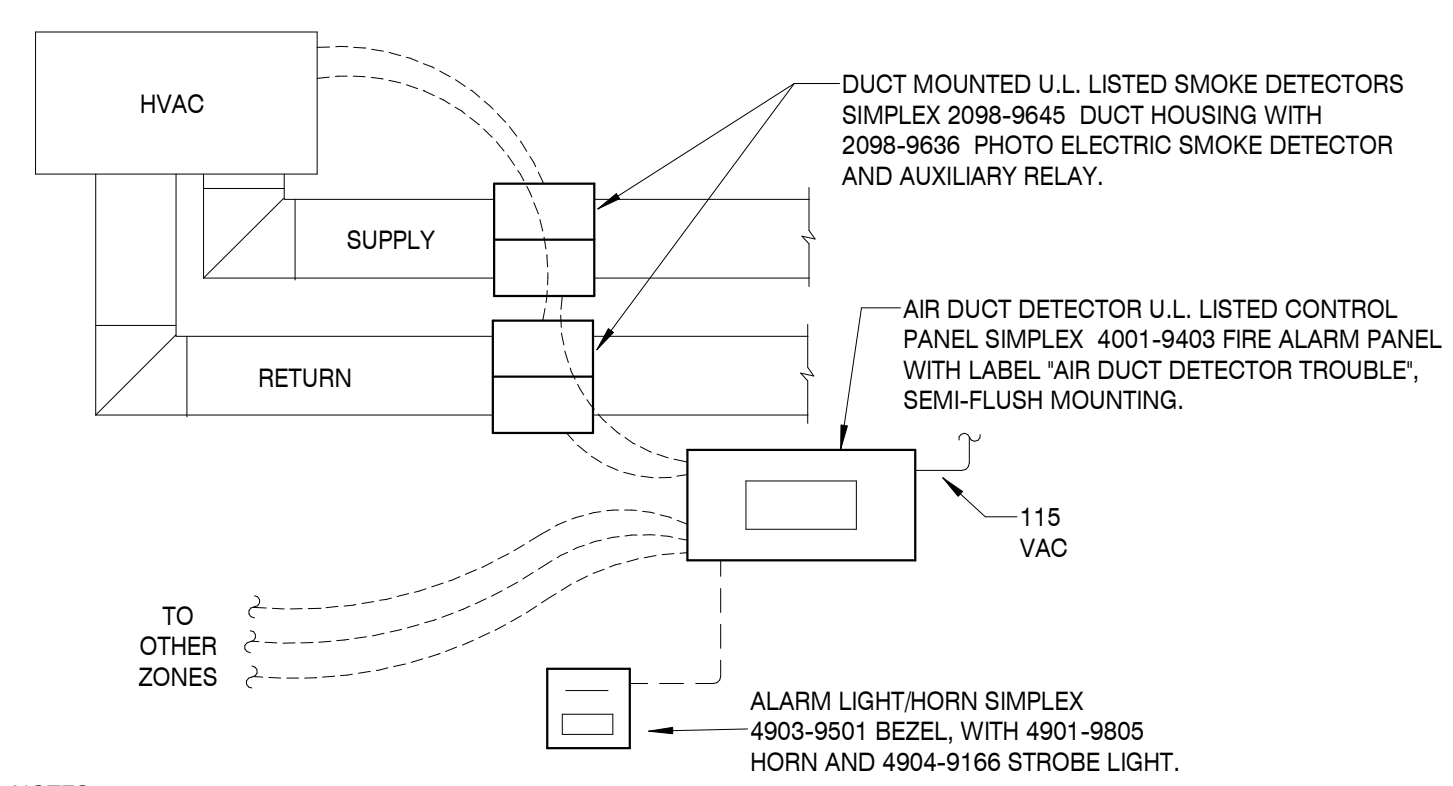 HVAC
DUCT MOUNTED U.L. LISTED SMOKE DETECTORS
SIMPLEX 2098-9645 DUCT HOUSING WITH
2098-9636 PHOTO ELECTRIC SMOKE DETECTOR
AND AUXILIARY RELAY.
SUPPLY
RETURN
AIR DUCT DETECTOR U.L. LISTED CONTROL
PANEL SIMPLEX 4001-9403 FIRE ALARM PANEL
WITH LABEL "AIR DUCT DETECTOR TROUBLE",
SEMI-FLUSH MOUNTING.
115
VAC
TO
OTHER
ZONES
ALARM LIGHT/HORN SIMPLEX
4903-9501 BEZEL, WITH 4901-9805
HORN AND 4904-9166 STROBE LIGHT.